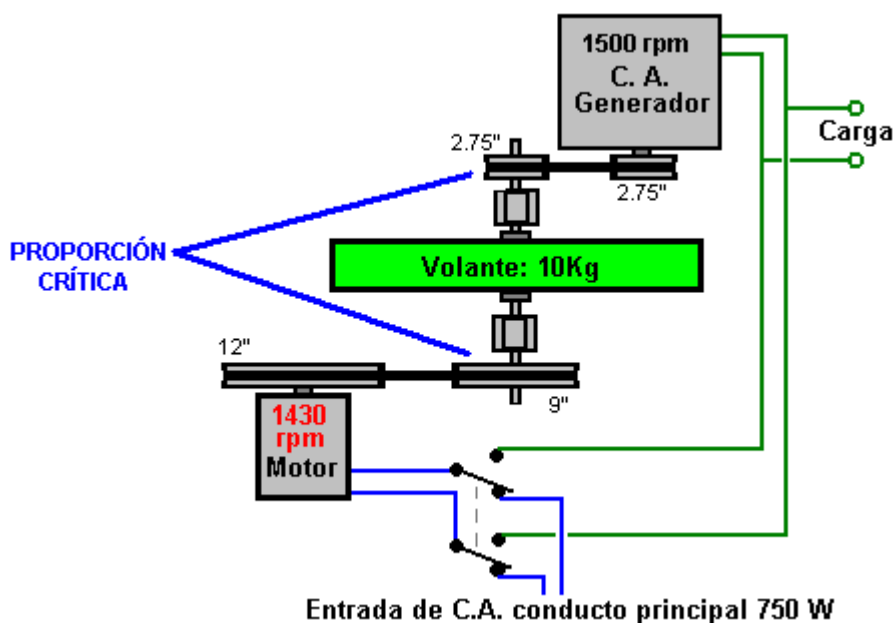 1500 rpm
C. A.
Generador
Carga
2.75"
2.75"
PROPORCIÓN
CRÍTICA
Volante: 10Kg
12"
9"
1430
rpm
Motor
Entrada de C.A. conducto principal 750 W